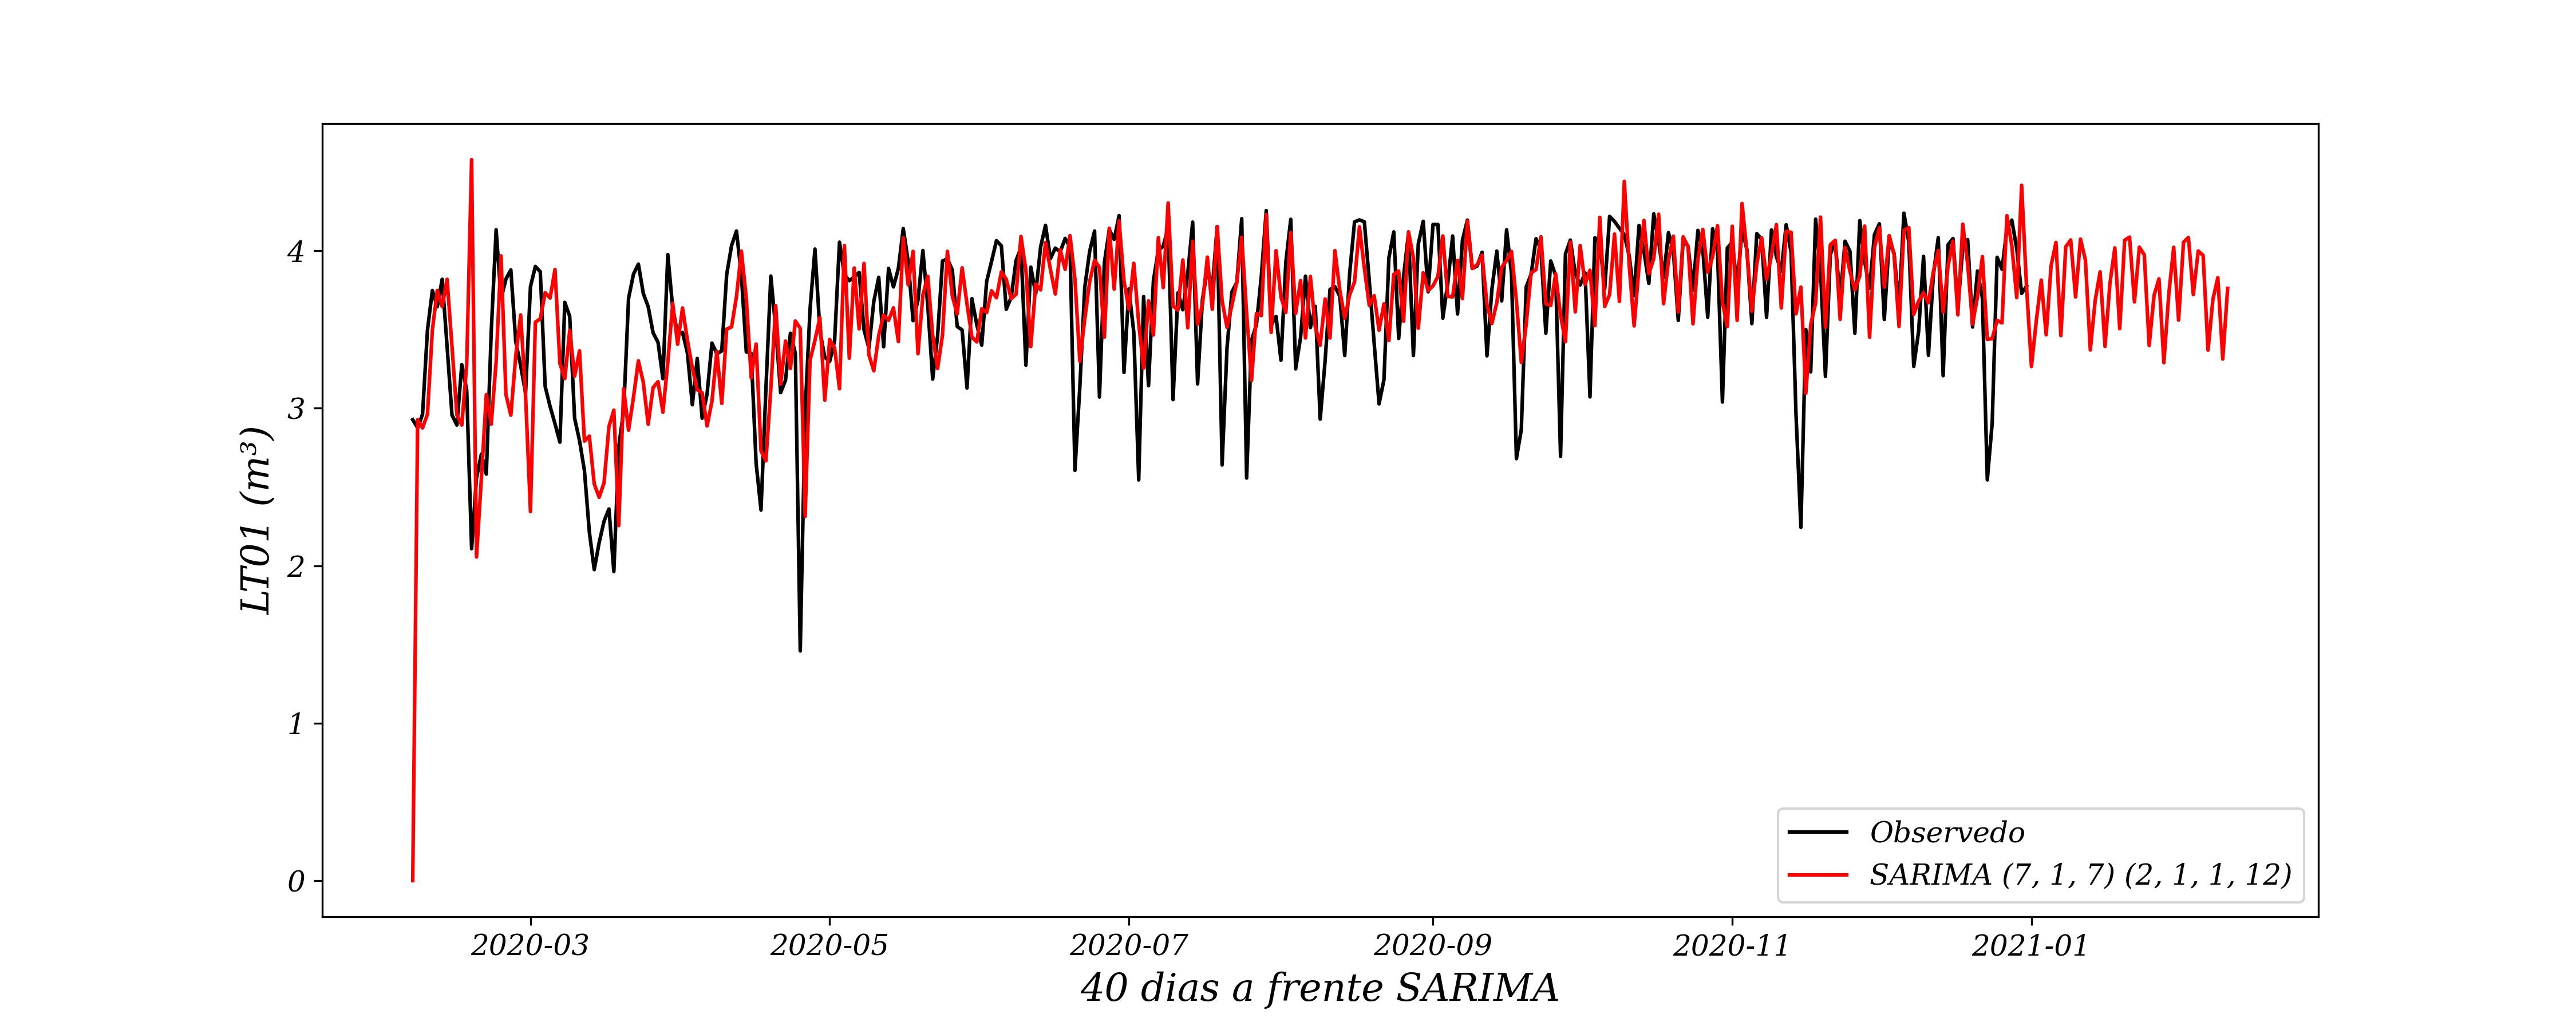 LT01 (m³)
4
3
2
1
0
Observedo
SARIMA (7, 1, 7) (2, 1, 1, 12)
2020-03 2020-05 2020-07 2020-09 2020-11 2021-01
40 dias a frente SARIMA